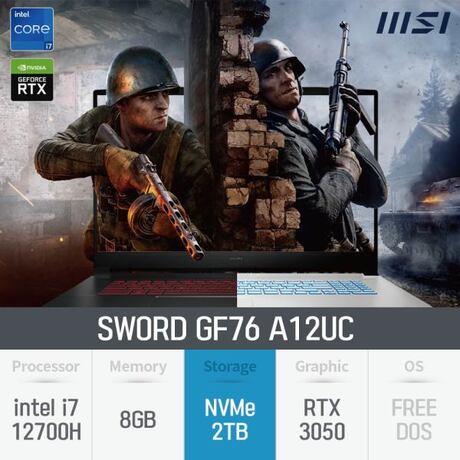 intel
CORE
i7
msi
NVIDIA
GEFORCE
RTX
SWORD GF76 A12UC
Processor Memory Storage Graphic OS
intel i7 12700H
8GB
NVMe 2TB
RTX 3050
FREE DOS